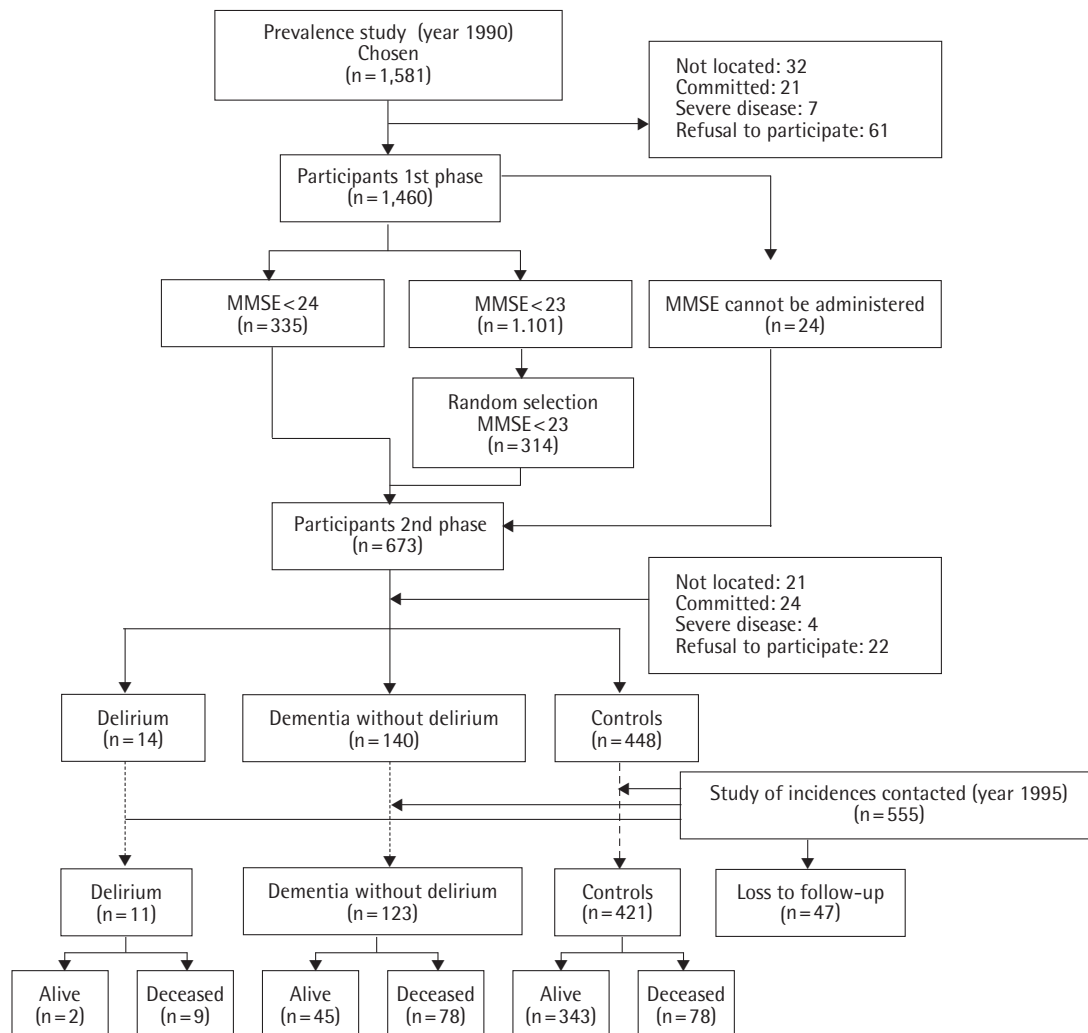 Prevalence study (year 1990)
Chosen
(n=1,581)
Not located: 32
Committed: 21
Severe disease: 7
Refusal to participate: 61
Participants 1st phase
(n=1,460)
MMSE<24
(n=335)
MMSE<23
(n=1.101)
MMSE cannot be administered
(n=24)
Random selection
MMSE<23
(n=314)
Participants 2nd phase
(n=673)
Not located: 21
Committed: 24
Severe disease: 4
Refusal to participate: 22
Delirium
(n=14)
Dementia without delirium
(n=140)
Controls
(n=448)
Study of incidences contacted (year 1995)
(n=555)
Delirium
(n=11)
Dementia without delirium
(n=123)
Controls
(n=421)
Loss to follow-up
(n=47)
Alive
(n=2)
Deceased
(n=9)
Alive
(n=45)
Deceased
(n=78)
Alive
(n=343)
Deceased
(n=78)